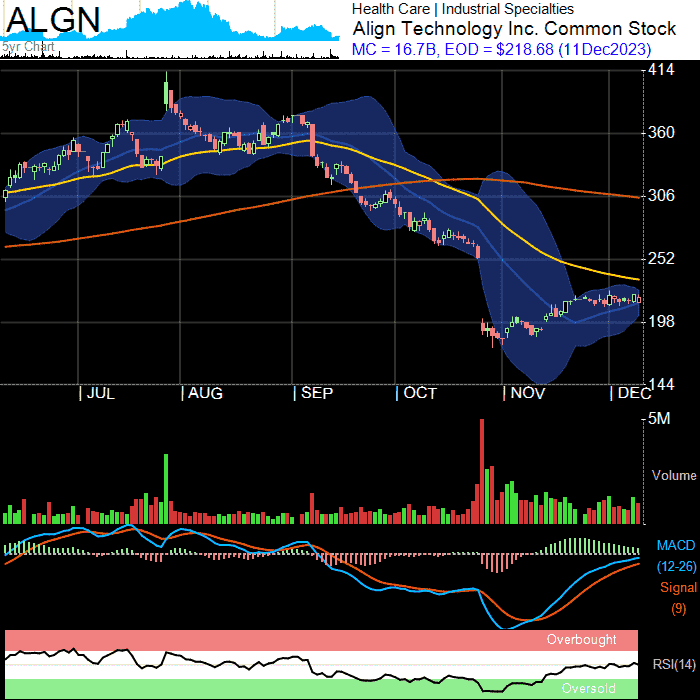 ALGN
5yr Chart
Health Care | Industrial Specialties
Align Technology Inc. Common Stock
MC = 16.7B, EOD = $218.68 (11Dec2023)
414
360
306
252
198
144
| JUL
| AUG
| SEP
| OCT
| NOV
| DEC
5M
Volume
MACD
(12-26)
Signal
(9)
Overbought
RSI(14)
Oversold